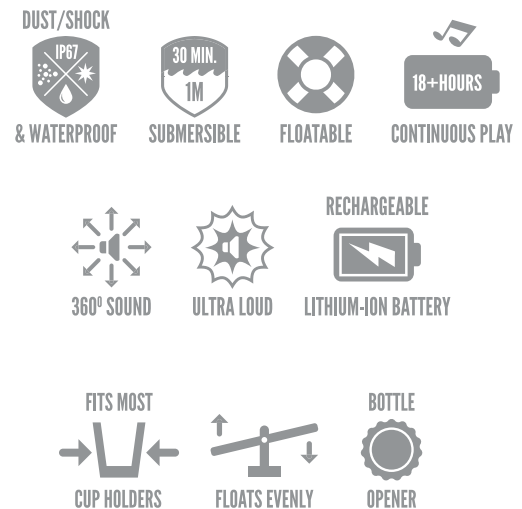 DUST/SHOCK
IP67
& WATERPROOF
30 MIN.
1M
SUBMERSIBLE
FLOATABLE
18+HOURS
CONTINUOUS PLAY
360⁰ SOUND
ULTRA LOUD
RECHARGEABLE
LITHIUM-ION BATTERY
FITS MOST
CUP HOLDERS
FLOATS EVENLY
BOTTLE
OPENER